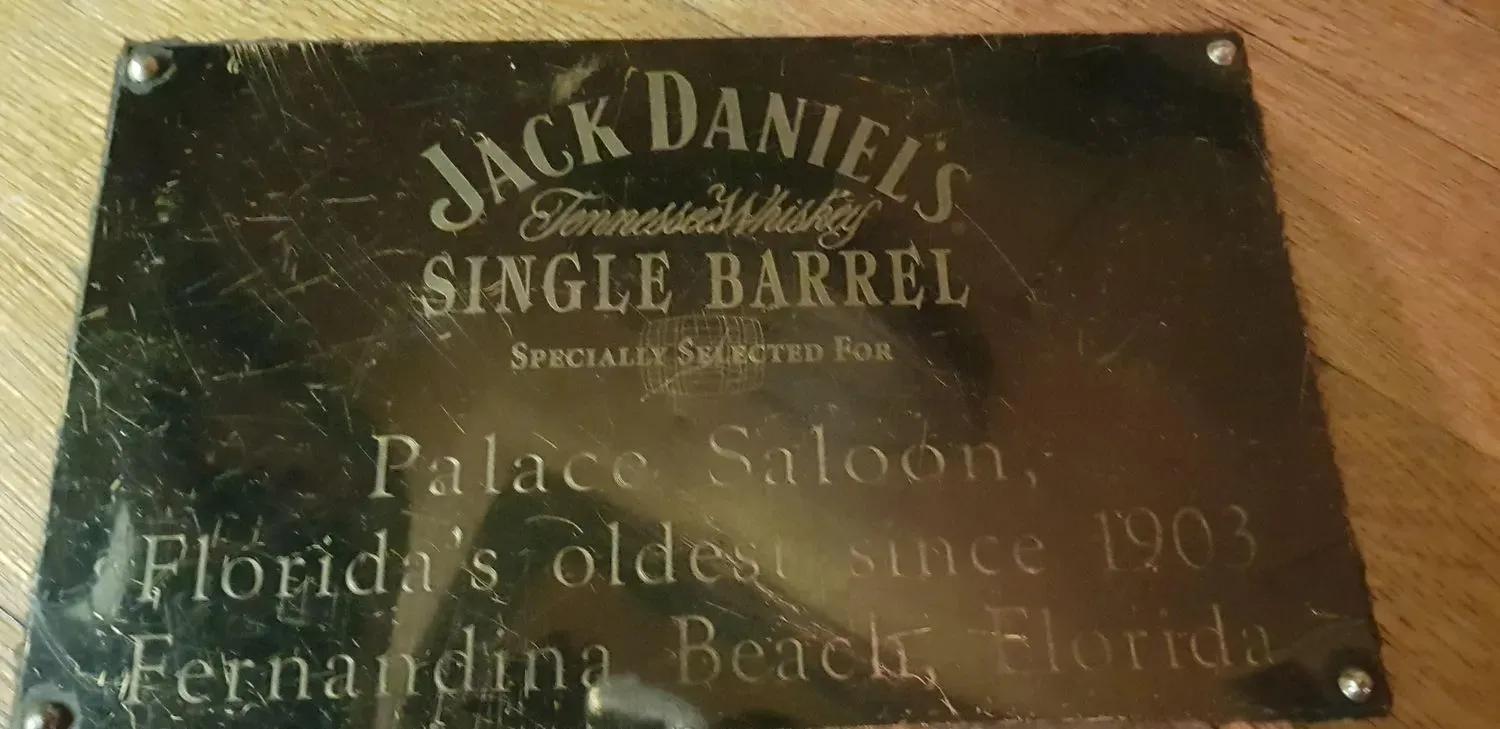 JACK DANIEL'S
Tennessee Whiskey
SINGLE BARREL
SPECIALLY SELECTED FOR
Palace Saloon,
Florida's oldest since 1903
Fernandina Beach, Florida